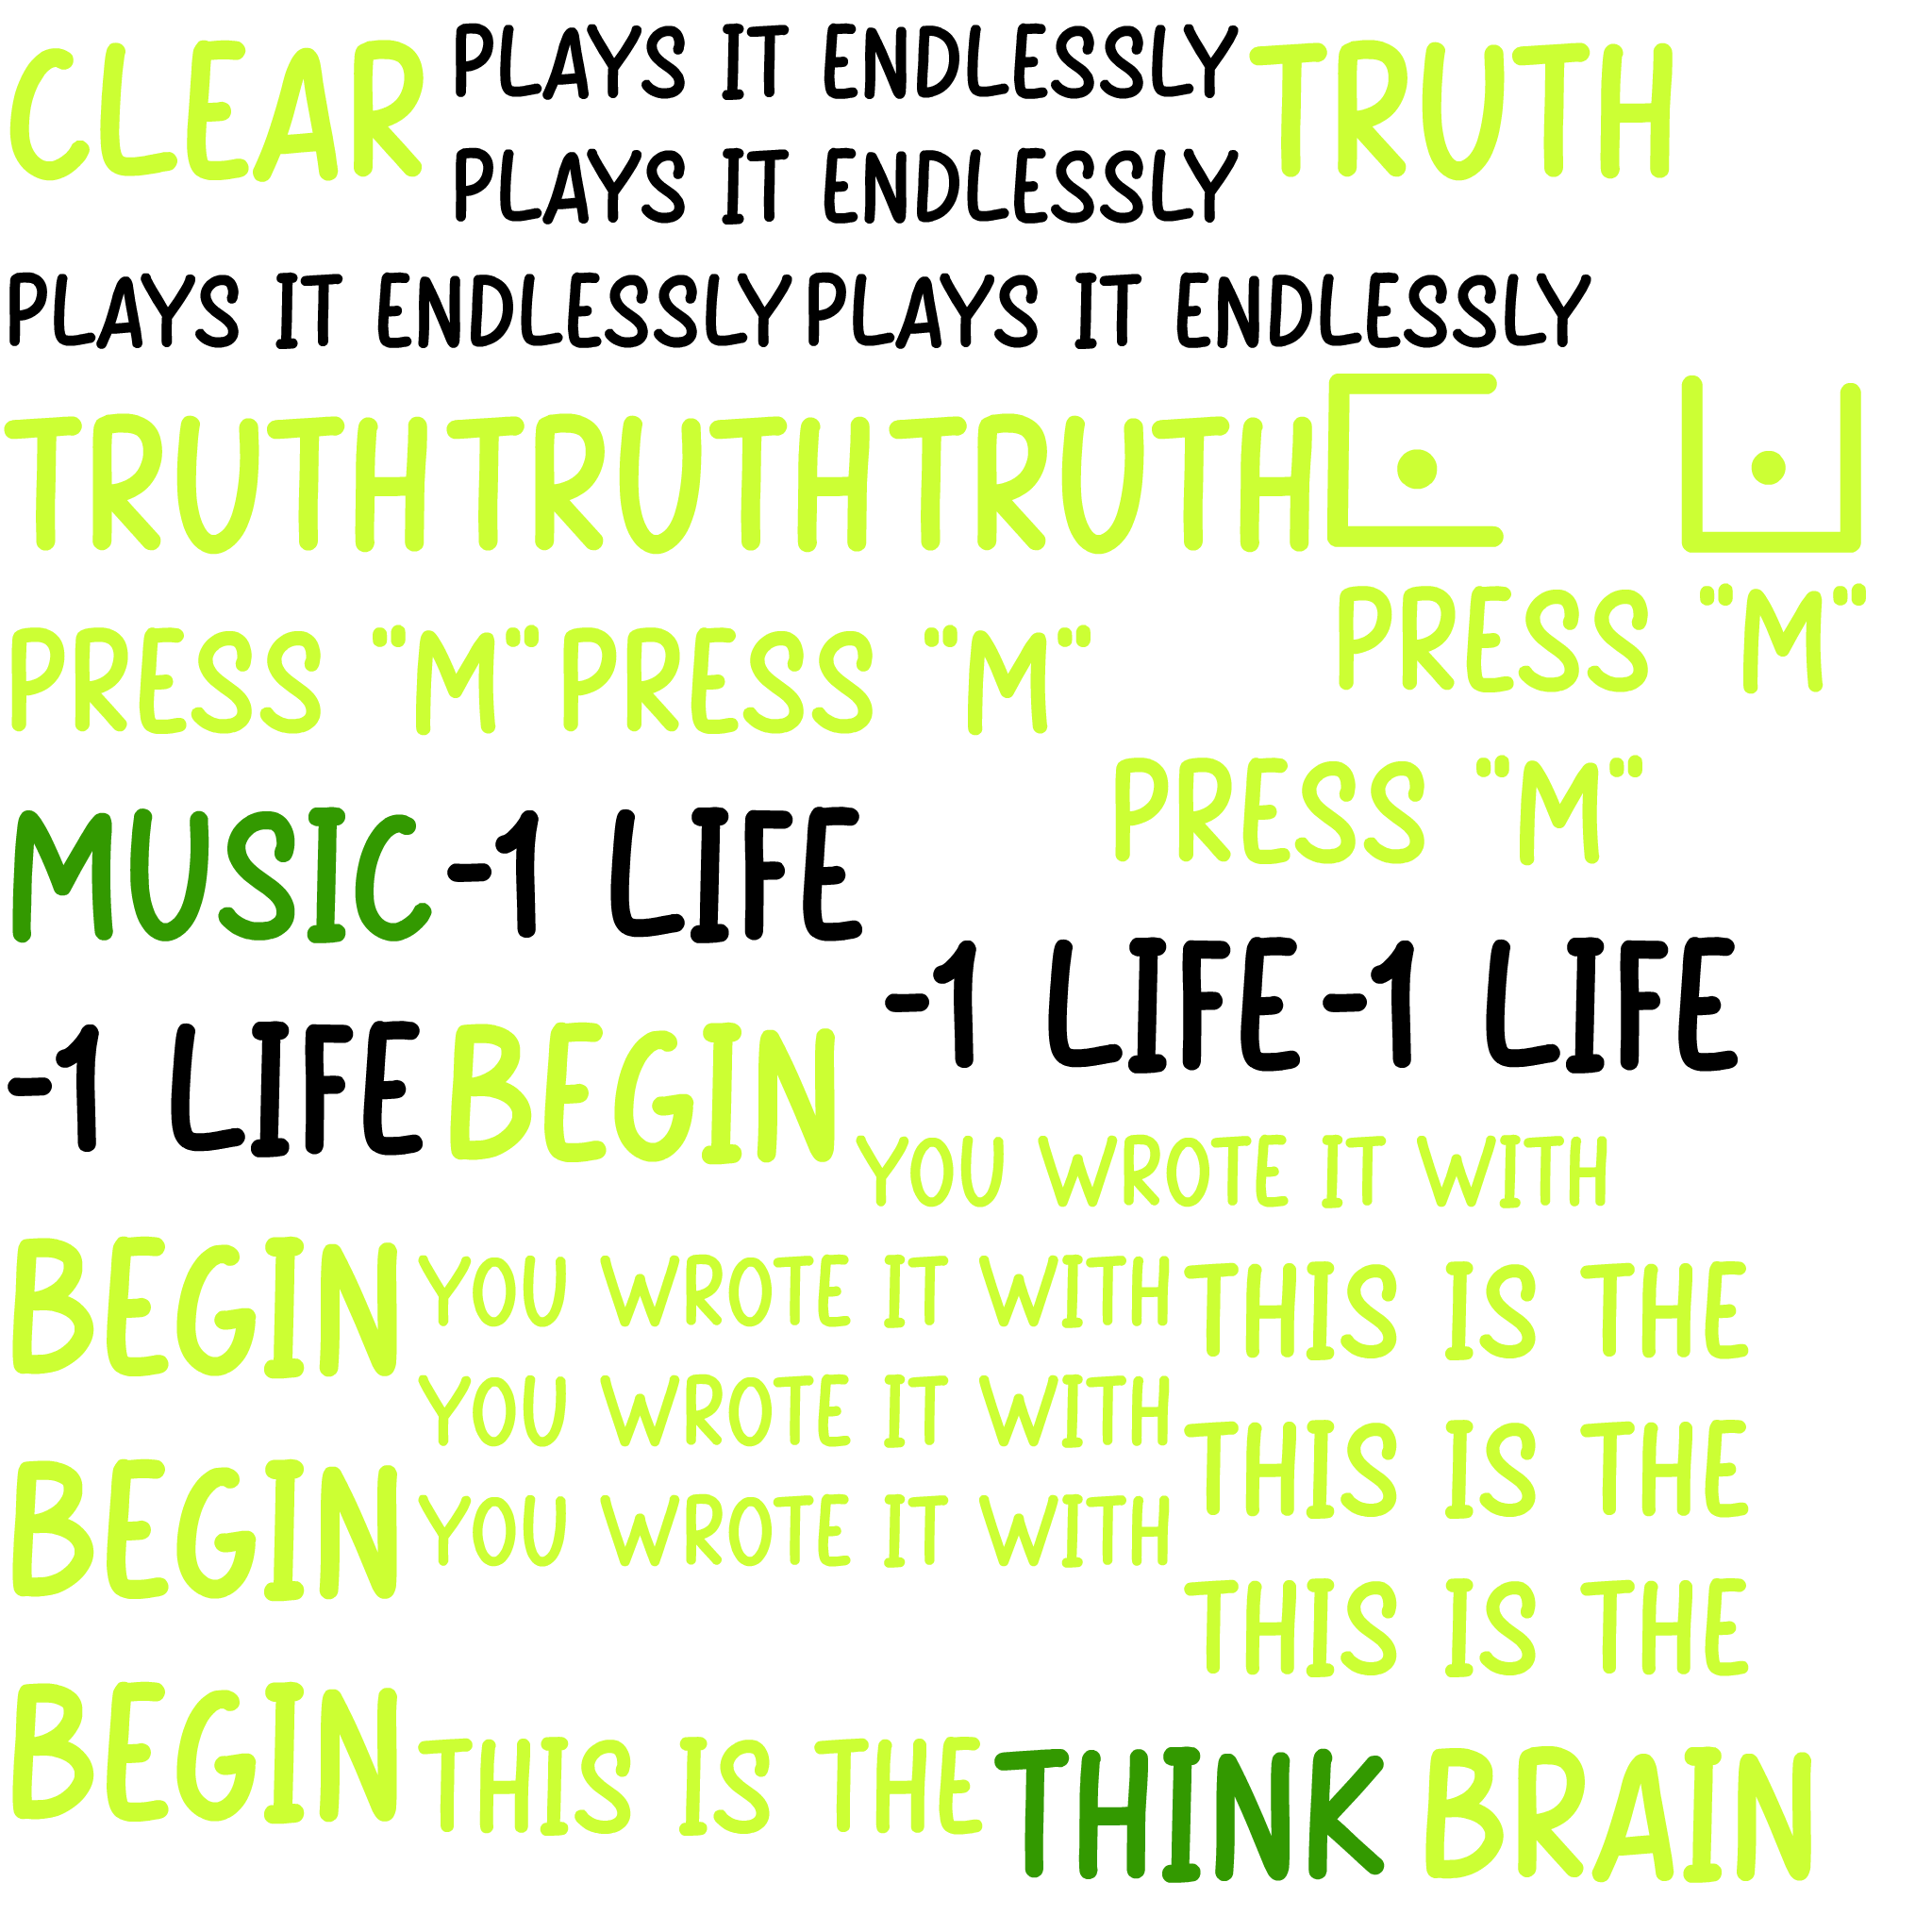 CLEAR PLAYS IT ENDLESSLY TRUTH
PLAYS IT ENDLESSLY
PLAYS IT ENDLESSLY PLAYS IT ENDLESSLY
TRUTH TRUTH TRUTH
PRESS "M"
PRESS "M" PRESS "M"
PRESS "M"
MUSIC -1 LIFE
-1 LIFE -1 LIFE
-1 LIFE BEGIN
YOU WROTE IT WITH
BEGIN YOU WROTE IT WITH THIS IS THE
YOU WROTE IT WITH
THIS IS THE
BEGIN YOU WROTE IT WITH
THIS IS THE
BEGIN THIS IS THE THINK BRAIN